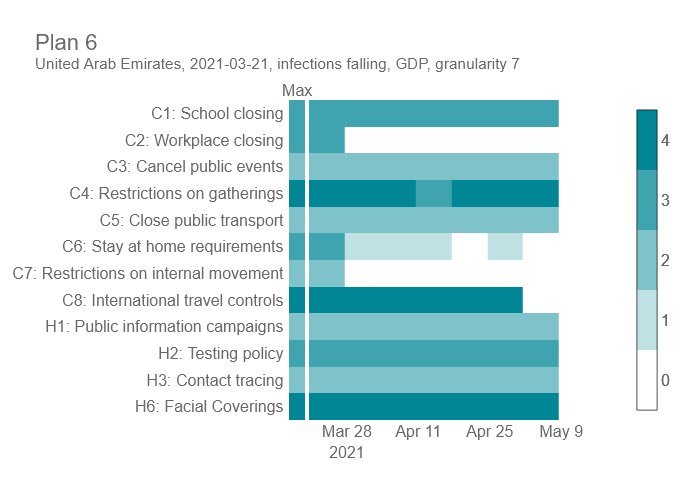 Plan 6
United Arab Emirates, 2021-03-21, infections falling, GDP, granularity 7
Max
C1: School closing
C2: Workplace closing
C3: Cancel public events
C4: Restrictions on gatherings
C5: Close public transport
C6: Stay at home requirements
C7: Restrictions on internal movement
C8: International travel controls
H1: Public information campaigns
H2: Testing policy
H3: Contact tracing
H6: Facial Coverings
Mar 28 Apr 11 Apr 25 May 9
2021
4
3
2
1
0